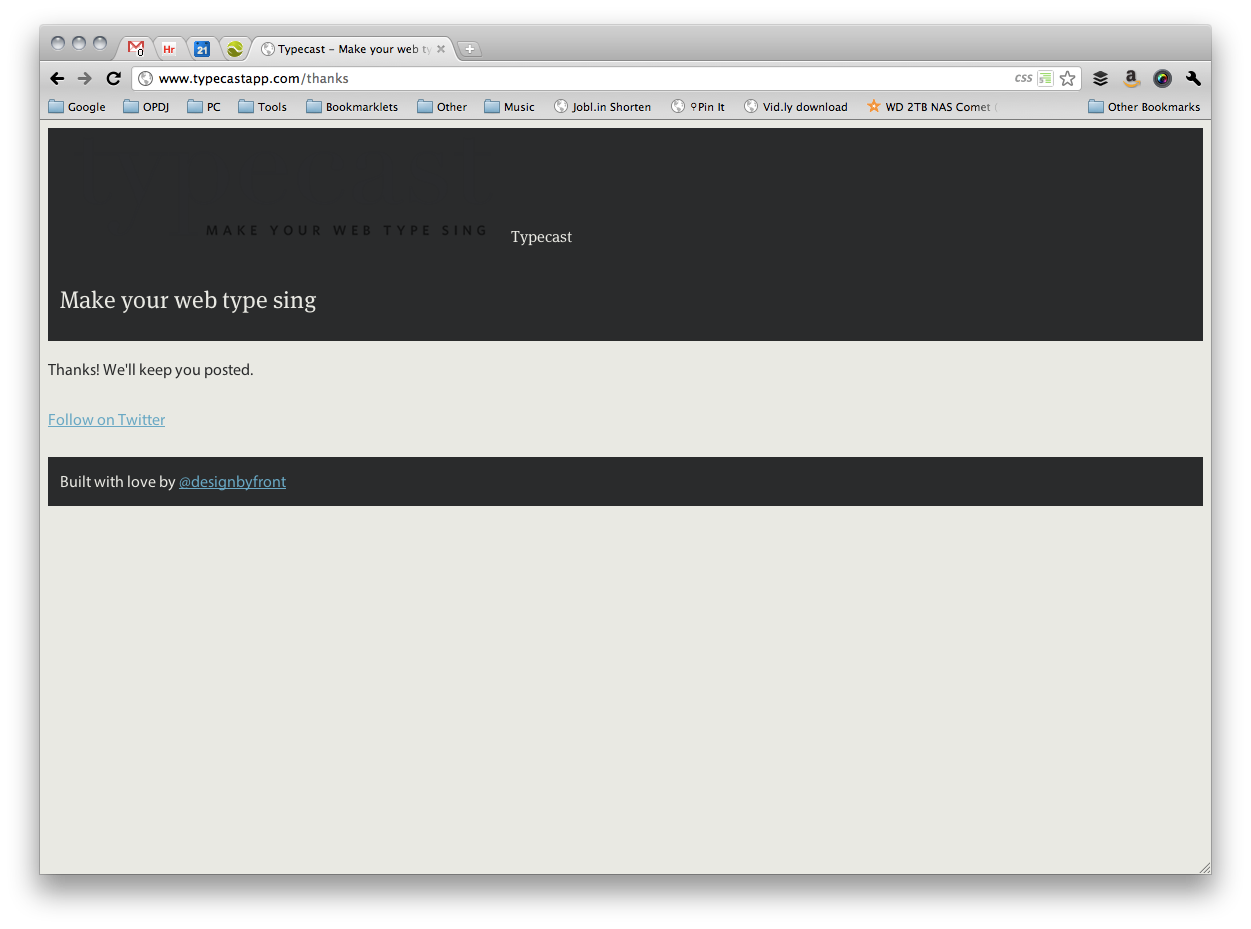 0
Hr
21
Typecast – Make your web ty
www.typecastapp.com/thanks
CSS
a
Google
OPDJ
PC
Tools
Bookmarklets
Other
Music
Jobl.in Shorten
Pin It
Vid.ly download
WD 2TB NAS Comet
Other Bookmarks
MAKE YOUR WEB TYPE SING
Typecast
Make your web type sing
Thanks! We'll keep you posted.
Follow on Twitter
Built with love by @designbyfront